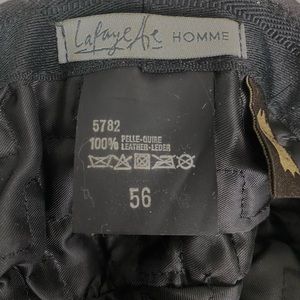 Lafayette HOMME
5782
100% PELLE-CUIRE
LEATHER-LEDER
56